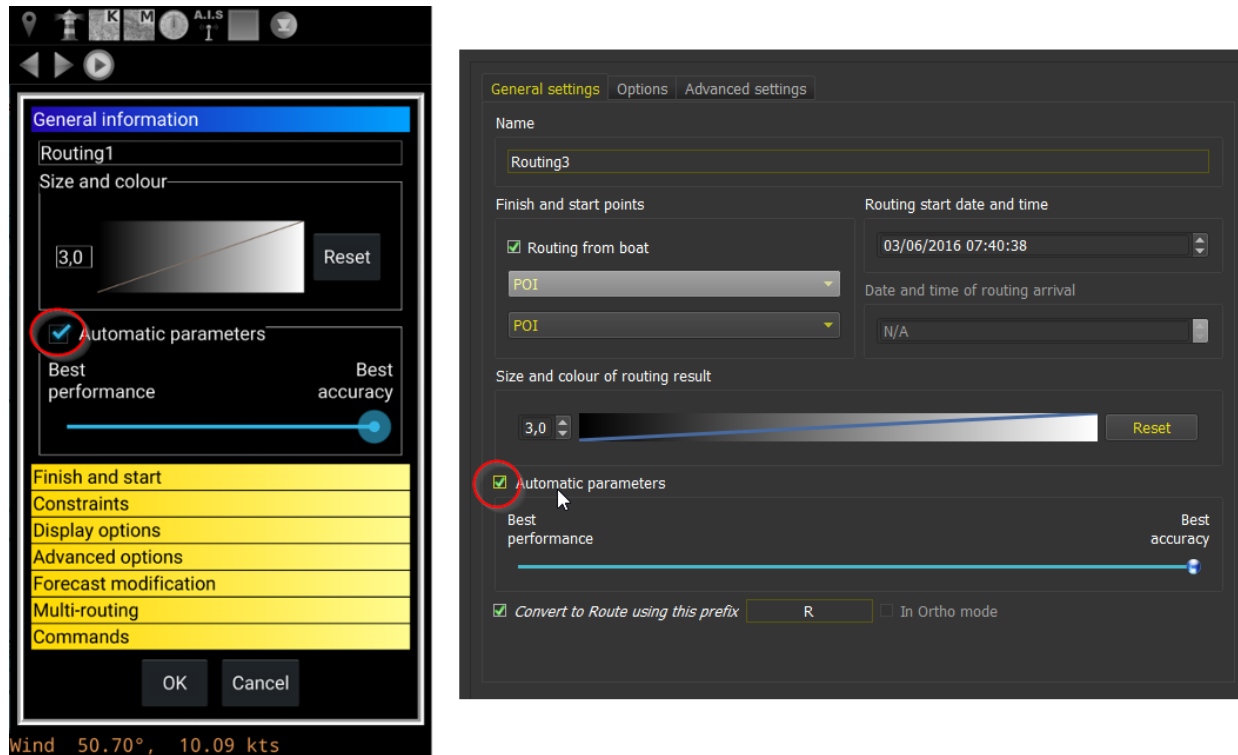 K
M
A.I.S
General information
Routing1
Size and colour
3,0
Reset
Automatic parameters
Best
performance
Best
accuracy
Finish and start
Constraints
Display options
Advanced options
Forecast modification
Multi-routing
Commands
OK
Cancel
Wind 50.70°, 10.09 kts
General settings
Options
Advanced settings
Name
Routing3
Finish and start points
Routing start date and time
Routing from boat
03/06/2016 07:40:38
POI
Date and time of routing arrival
POI
N/A
Size and colour of routing result
3,0
Reset
Automatic parameters
Best
performance
Best
accuracy
Convert to Route using this prefix
R
In Ortho mode